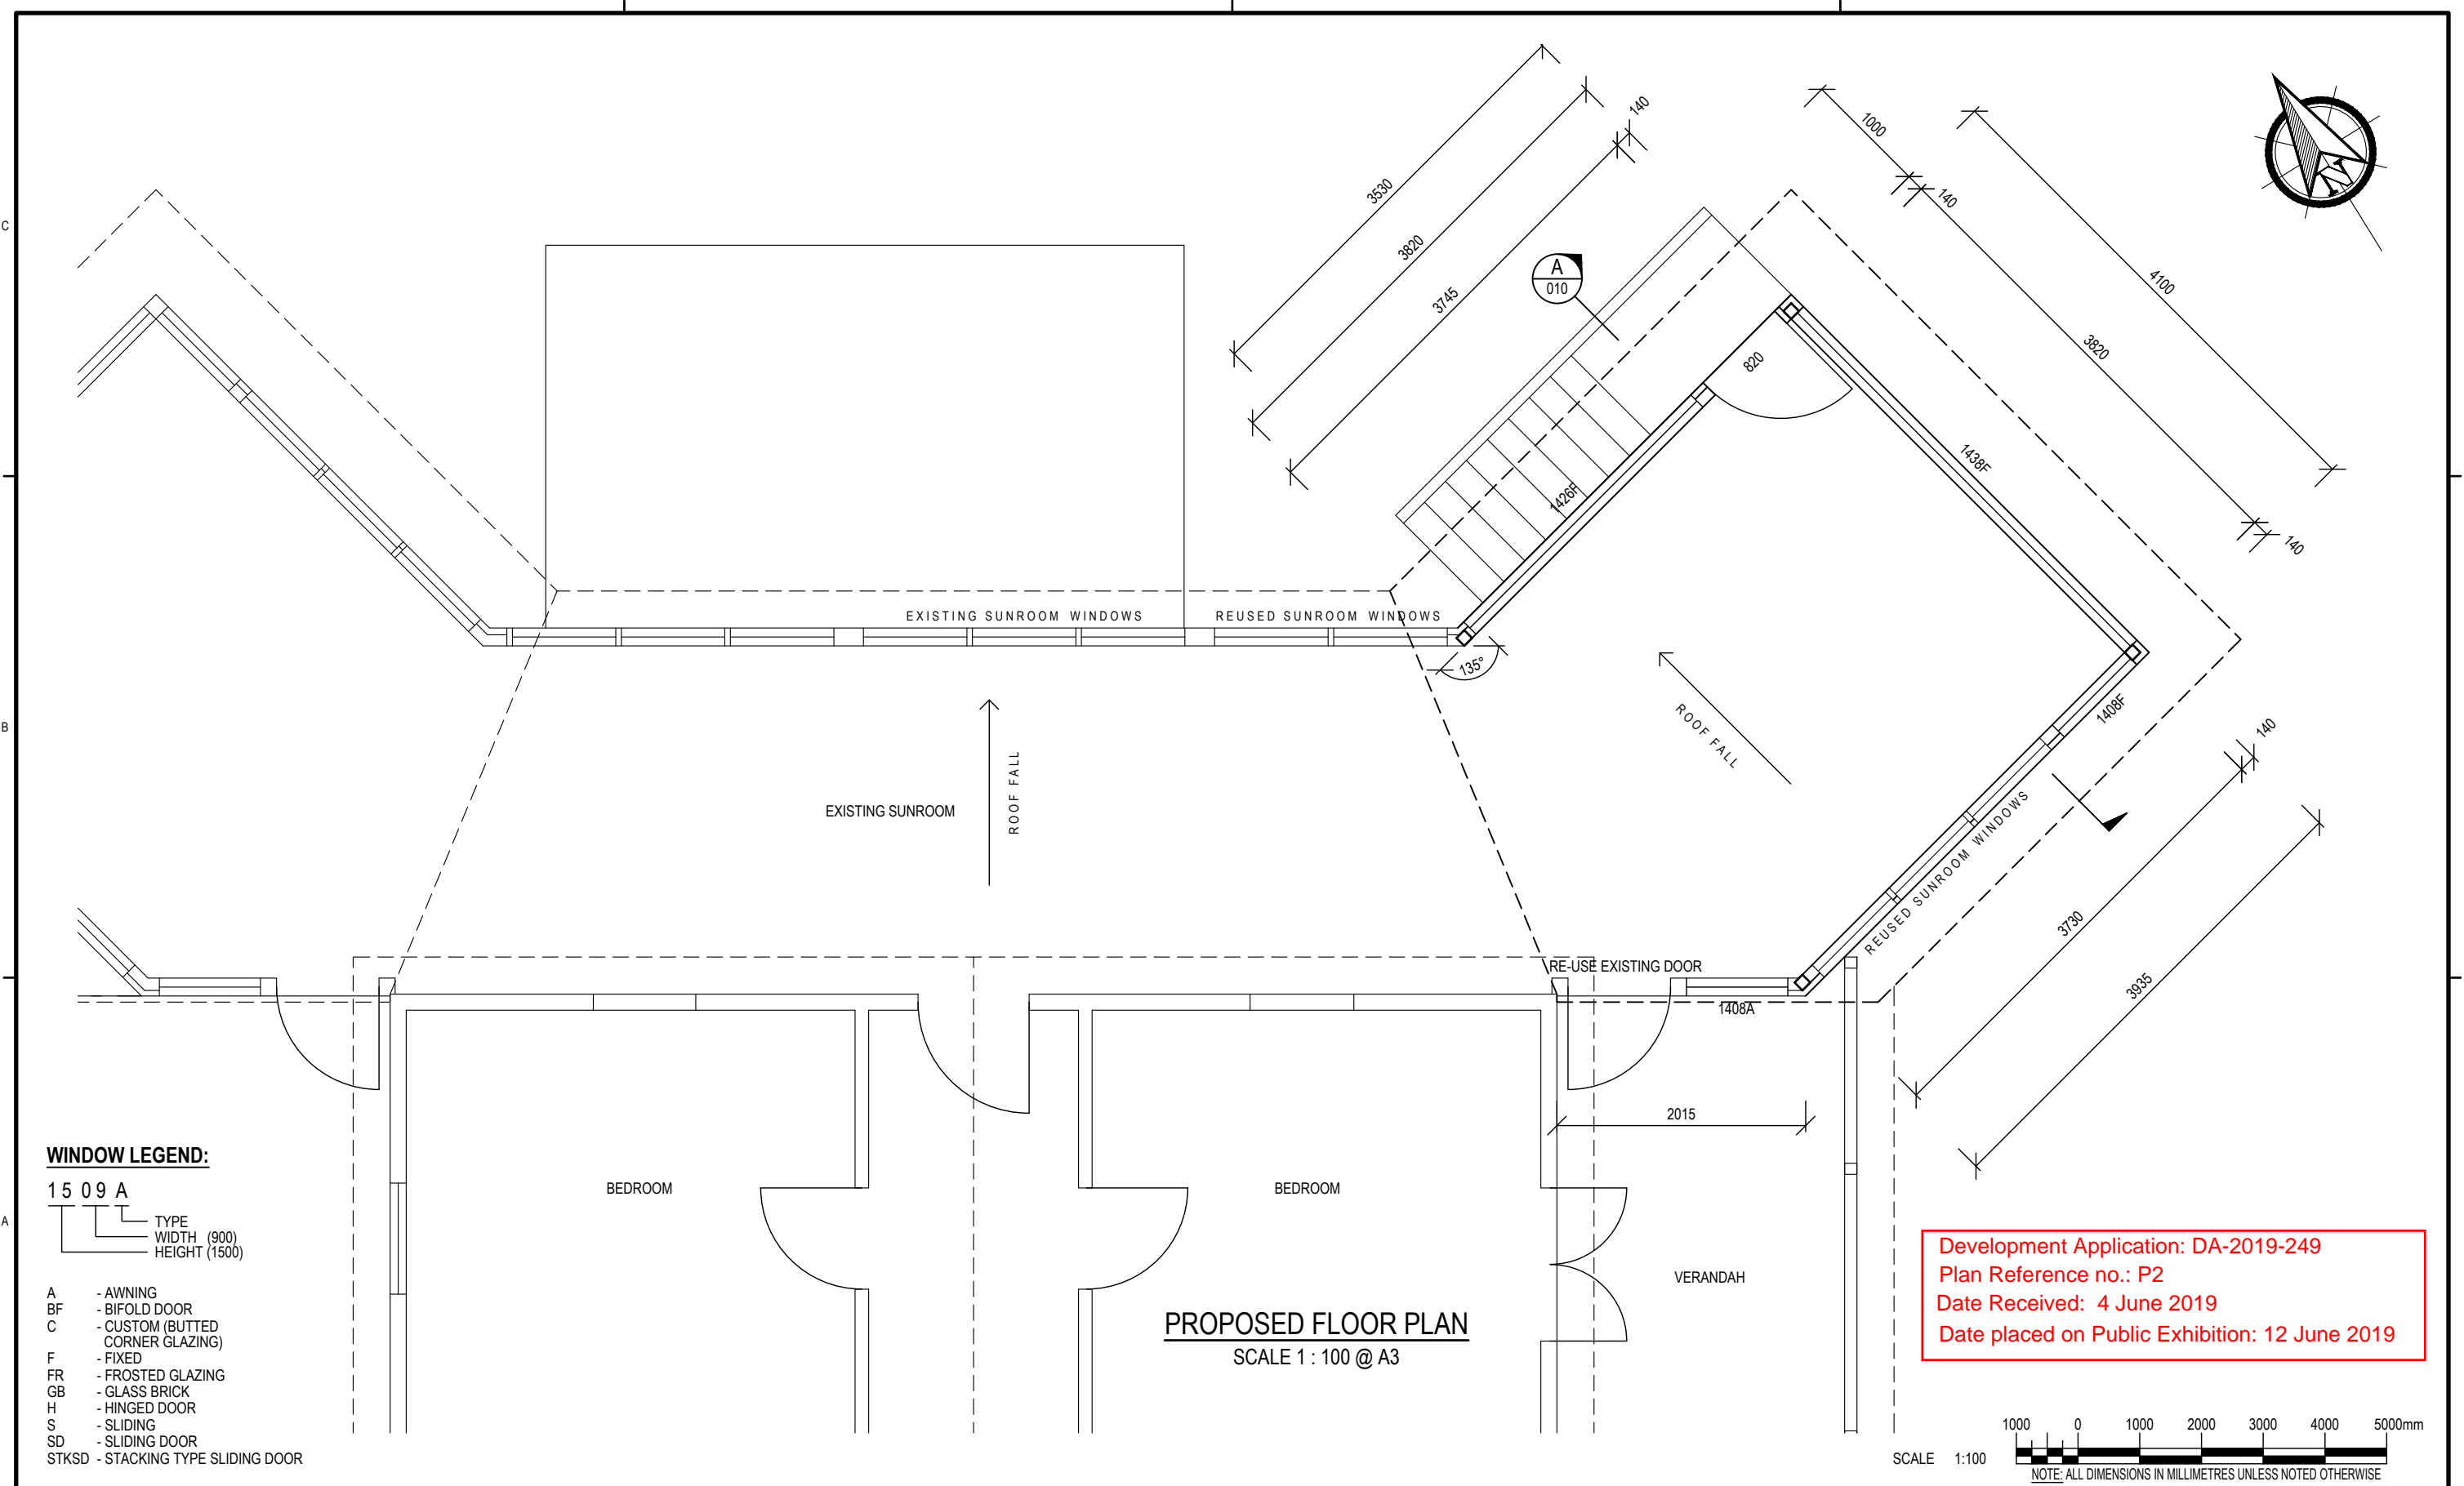 C
B
A
3530
3820
3745
140
1000
140
4100
3820
140
N
A
010
820
1438F
1426F
1408F
EXISTING SUNROOM WINDOWS
REUSED SUNROOM WINDOWS
135°
ROOF FALL
ROOF FALL
EXISTING SUNROOM
REUSED SUNROOM WINDOWS
140
3730
3935
RE-USE EXISTING DOOR
1408A
2015
BEDROOM
BEDROOM
VERANDAH
WINDOW LEGEND:
15 09 A
TYPE
WIDTH (900)
HEIGHT (1500)
A - AWNING
BF - BIFOLD DOOR
C - CUSTOM (BUTTED
CORNER GLAZING)
F - FIXED
FR - FROSTED GLAZING
GB - GLASS BRICK
H - HINGED DOOR
S - SLIDING
SD - SLIDING DOOR
STKSD - STACKING TYPE SLIDING DOOR
PROPOSED FLOOR PLAN
SCALE 1 : 100 @ A3
Development Application: DA-2019-249
Plan Reference no.: P2
Date Received: 4 June 2019
Date placed on Public Exhibition: 12 June 2019
1000 0 1000 2000 3000 4000 5000mm
SCALE 1:100
NOTE: ALL DIMENSIONS IN MILLIMETRES UNLESS NOTED OTHERWISE